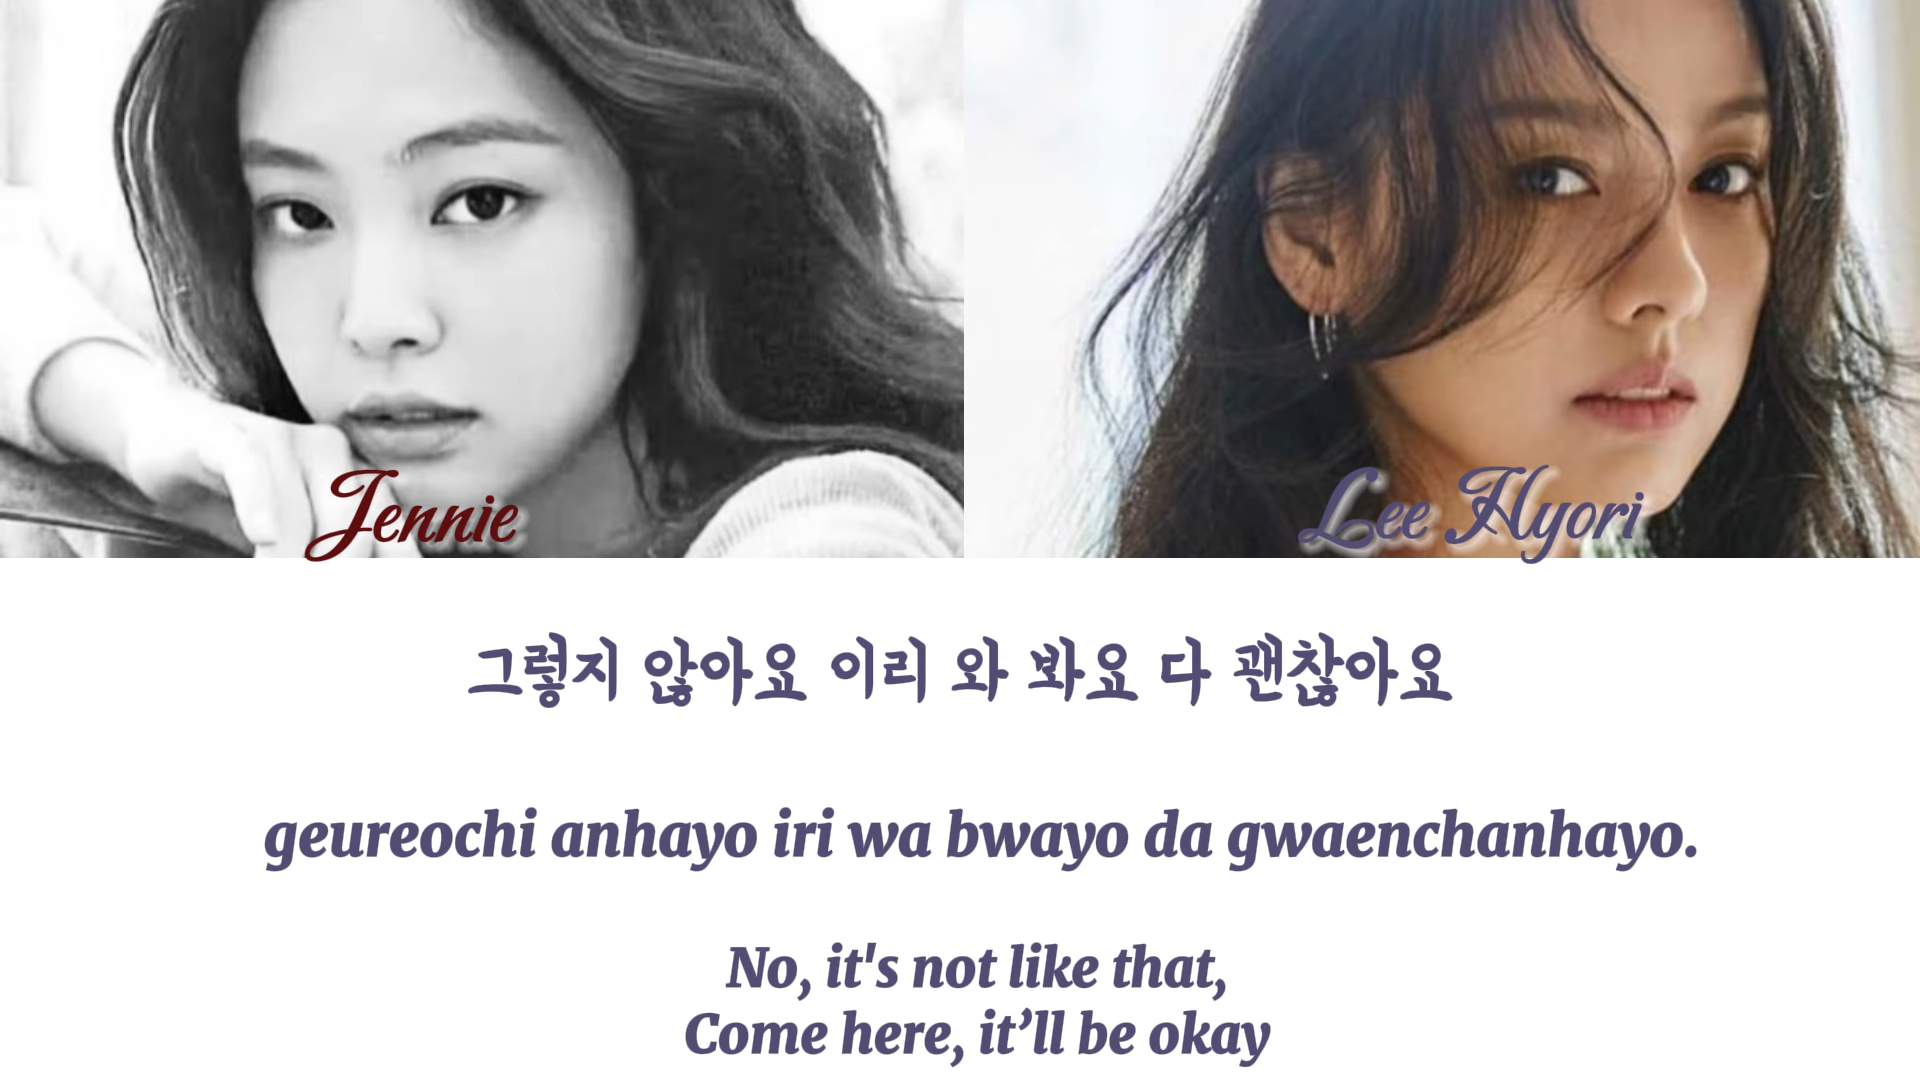 Jennie
Lee Hyori
그렇지 않아요 이리 와 봐요 다 괜찮아요
geureochi anhayo iri wa bwayo da gwaenchanhayo.
No, it's not like that,
Come here, it’ll be okay